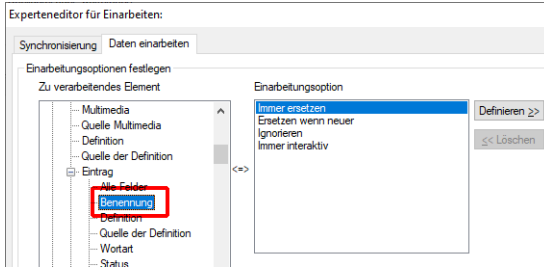 Experteneditor für Einarbeiten:
Synchronisierung Daten einarbeiten
Einarbeitungsoptionen festlegen
Zu verarbeitendes Element
Einarbeitungsoption
Multimedia
Quelle Multimedia
Definition
Quelle der Definition
Eintrag
Alle Felder
Benennung
Definition
Quelle der Definition
Wortart
Status
<=>
Immer ersetzen
Ersetzen wenn neuer
Ignorieren
Immer interaktiv
Definieren >>
<< Löschen